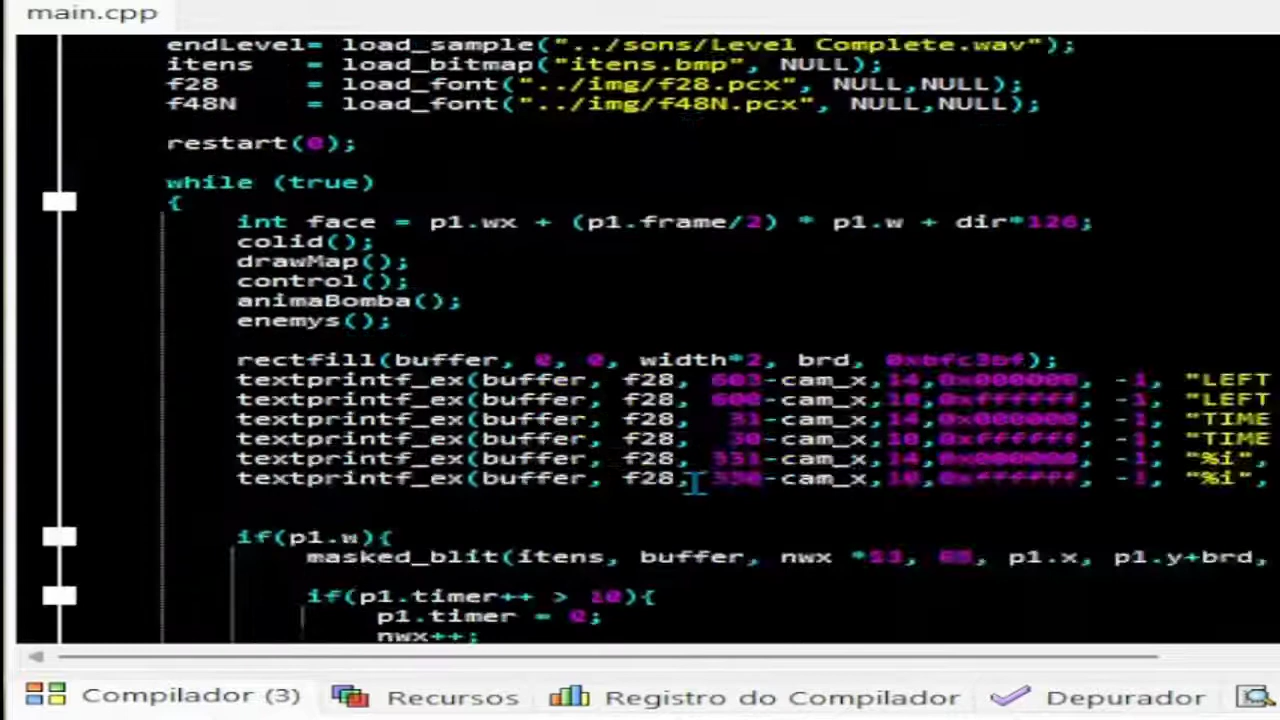 main.cpp
endLevel= load_sample("../sons/Level Complete.wav");
itens = load_bitmap("itens.bmp", NULL);
f28 = load_font("../img/f28.pcx", NULL,NULL);
f48N = load_font("../img/f48N.pcx", NULL,NULL);
restart(0);
while (true)
{
int face = p1.wx + (p1.frame/2) * p1.w + dir*126;
colid();
drawMap();
control();
animaBomba();
enemys();
rectfill(buffer, 0, 0, width*2, brd, 0xbfc3bf);
textprintf_ex(buffer, f28, 603-cam_x,14,0x000000, -1, "LEFT
textprintf_ex(buffer, f28, 600-cam_x,10,0xffffff, -1, "LEFT
textprintf_ex(buffer, f28, 31-cam_x,14,0x000000, -1, "TIME
textprintf_ex(buffer, f28, 30-cam_x,10,0xffffff, -1, "TIME
textprintf_ex(buffer, f28, 331-cam_x,14,0x000000, -1, "%i",
textprintf_ex(buffer, f28, 330-cam_x,10,0xffffff, -1, "%i",
if(p1.w){
masked_blit(itens, buffer, nwx * , , p1.x, p1.y+brd,
if(p1.timer++ > 10){
p1.timer = 0;
nwx++;
Compilador (3) Recursos Registro do Compilador Depurador